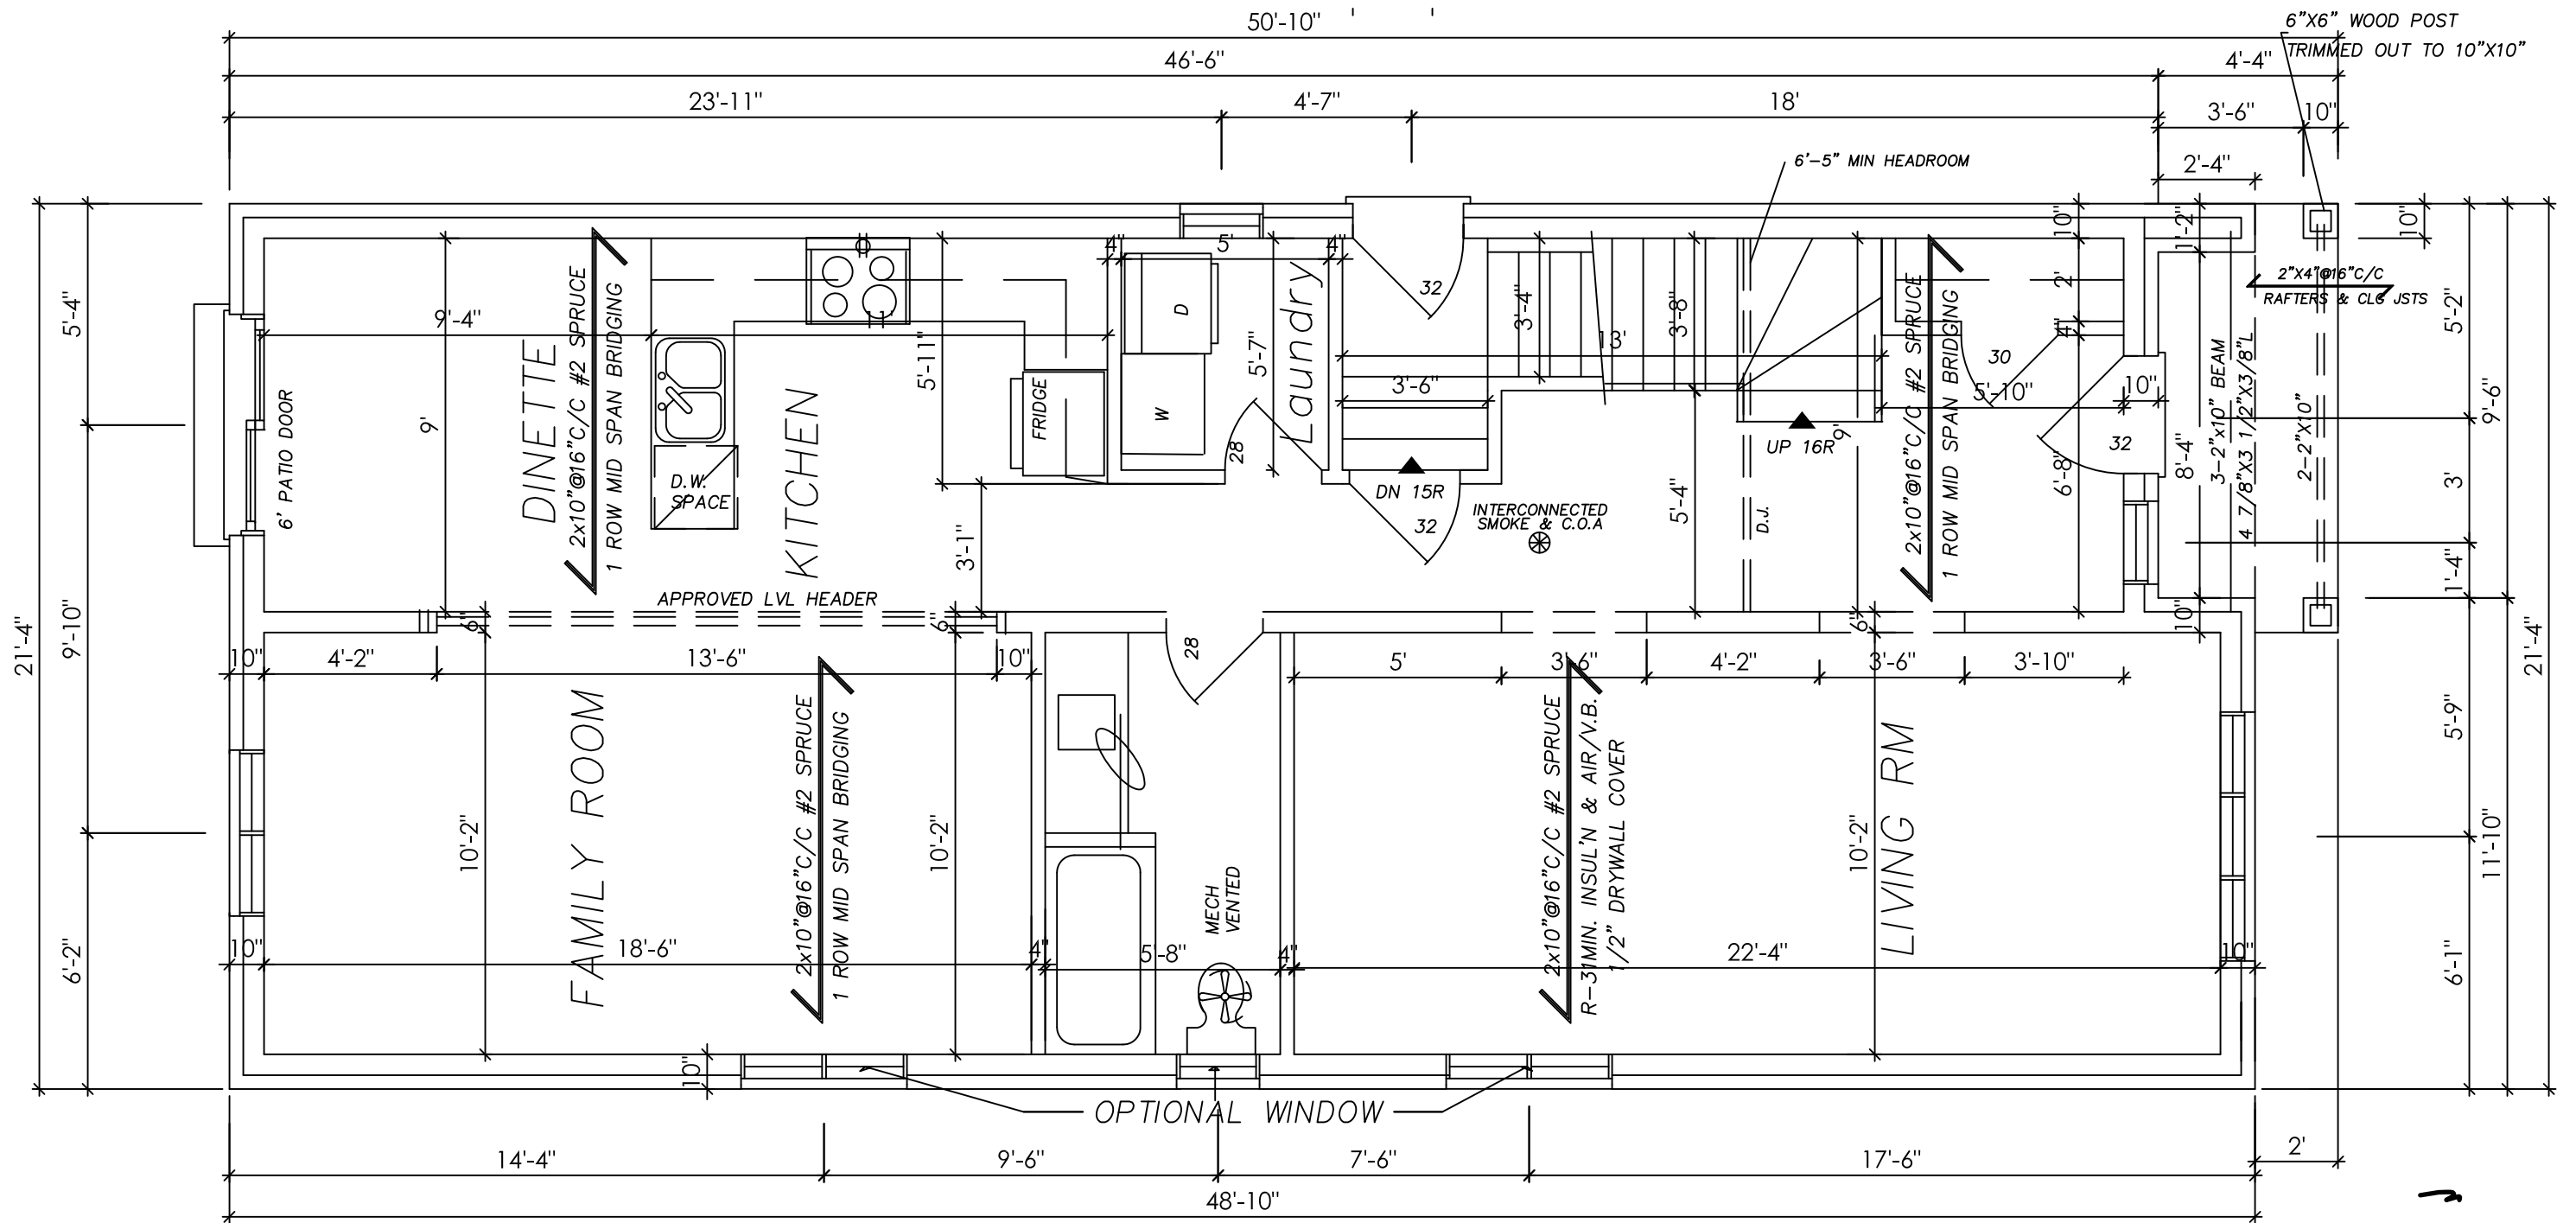 50'-10"
6"X6" WOOD POST
TRIMMED OUT TO 10"X10"
46'-6"
4'-4"
23'-11"
4'-7"
18'
3'-6"
10"
2'-4"
6'-5" MIN HEADROOM
10"
1'-2"
10"
4"
5'
4"
2'
2"X4"@16"C/C
RAFTERS & CLG JSTS
5'-4"
9'-4"
11'
5'-11"
D
5'-7"
Laundry
32
3'-4"
3'-8"
13'
4"
30
5'-2"
6' PATIO DOOR
9'
DINETTE
2x10"@16"C/C #2 SPRUCE
1 ROW MID SPAN BRIDGING
KITCHEN
FRIDGE
W
28
3'-6"
5'-10"
10"
9'-6"
D.W.
SPACE
DN 15R
32
UP 16R
9'
2x10"@16"C/C #2 SPRUCE
1 ROW MID SPAN BRIDGING
6'-8"
32
8'-4"
3-2"x10" BEAM
4 7/8"X3 1/2"X3/8"L
2-2"X10"
3'
INTERCONNECTED
SMOKE & C.O.A
5'-4"
D.J.
3'-1"
APPROVED LVL HEADER
1'-4"
21'-4"
9'-10"
6"
6"
6"
10"
21'-4"
10"
4'-2"
13'-6"
10"
28
5'
3'-6"
4'-2"
3'-6"
3'-10"
FAMILY ROOM
2x10"@16"C/C #2 SPRUCE
1 ROW MID SPAN BRIDGING
2x10"@16"C/C #2 SPRUCE
R-31MIN. INSUL'N & AIR/V.B.
1/2" DRYWALL COVER
LIVING RM
5'-9"
10'-2"
10'-2"
10'-2"
11'-10"
MECH
VENTED
6'-2"
10"
18'-6"
4"
5'-8"
4"
22'-4"
10"
6'-1"
10"
OPTIONAL WINDOW
14'-4"
9'-6"
7'-6"
17'-6"
2'
48'-10"